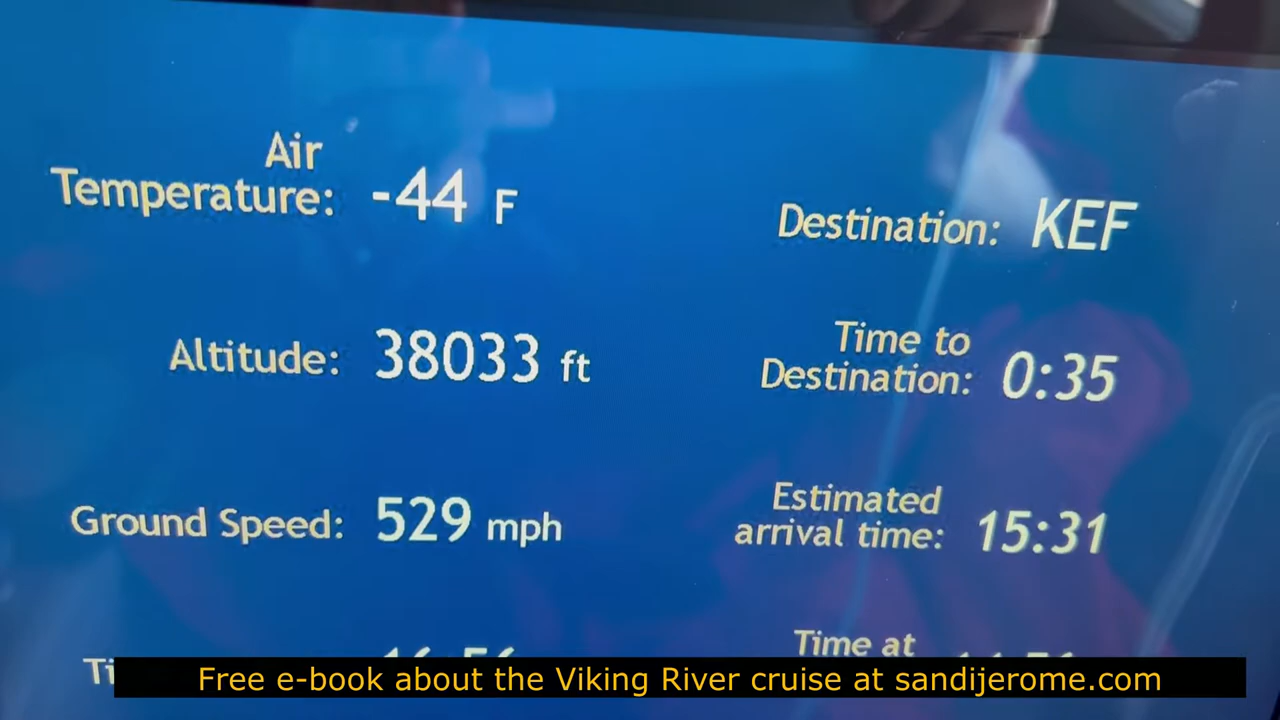 Air
Temperature: -44 F
Altitude: 38033 ft
Ground Speed: 529 mph
Destination: KEF
Time to
Destination: 0:35
Estimated
arrival time: 15:31
Time at
Free e-book about the Viking River cruise at sandijerome.com